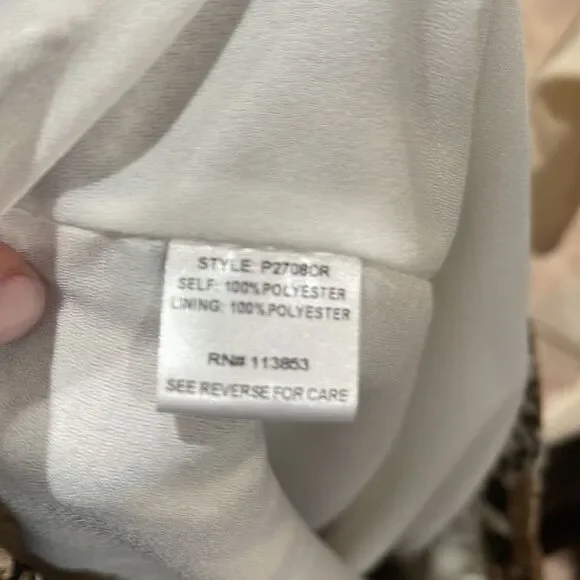 STYLE: P2708OR
SELF: 100%POLYESTER
LINING: 100%POLYESTER
RN# 113853
SEE REVERSE FOR CARE